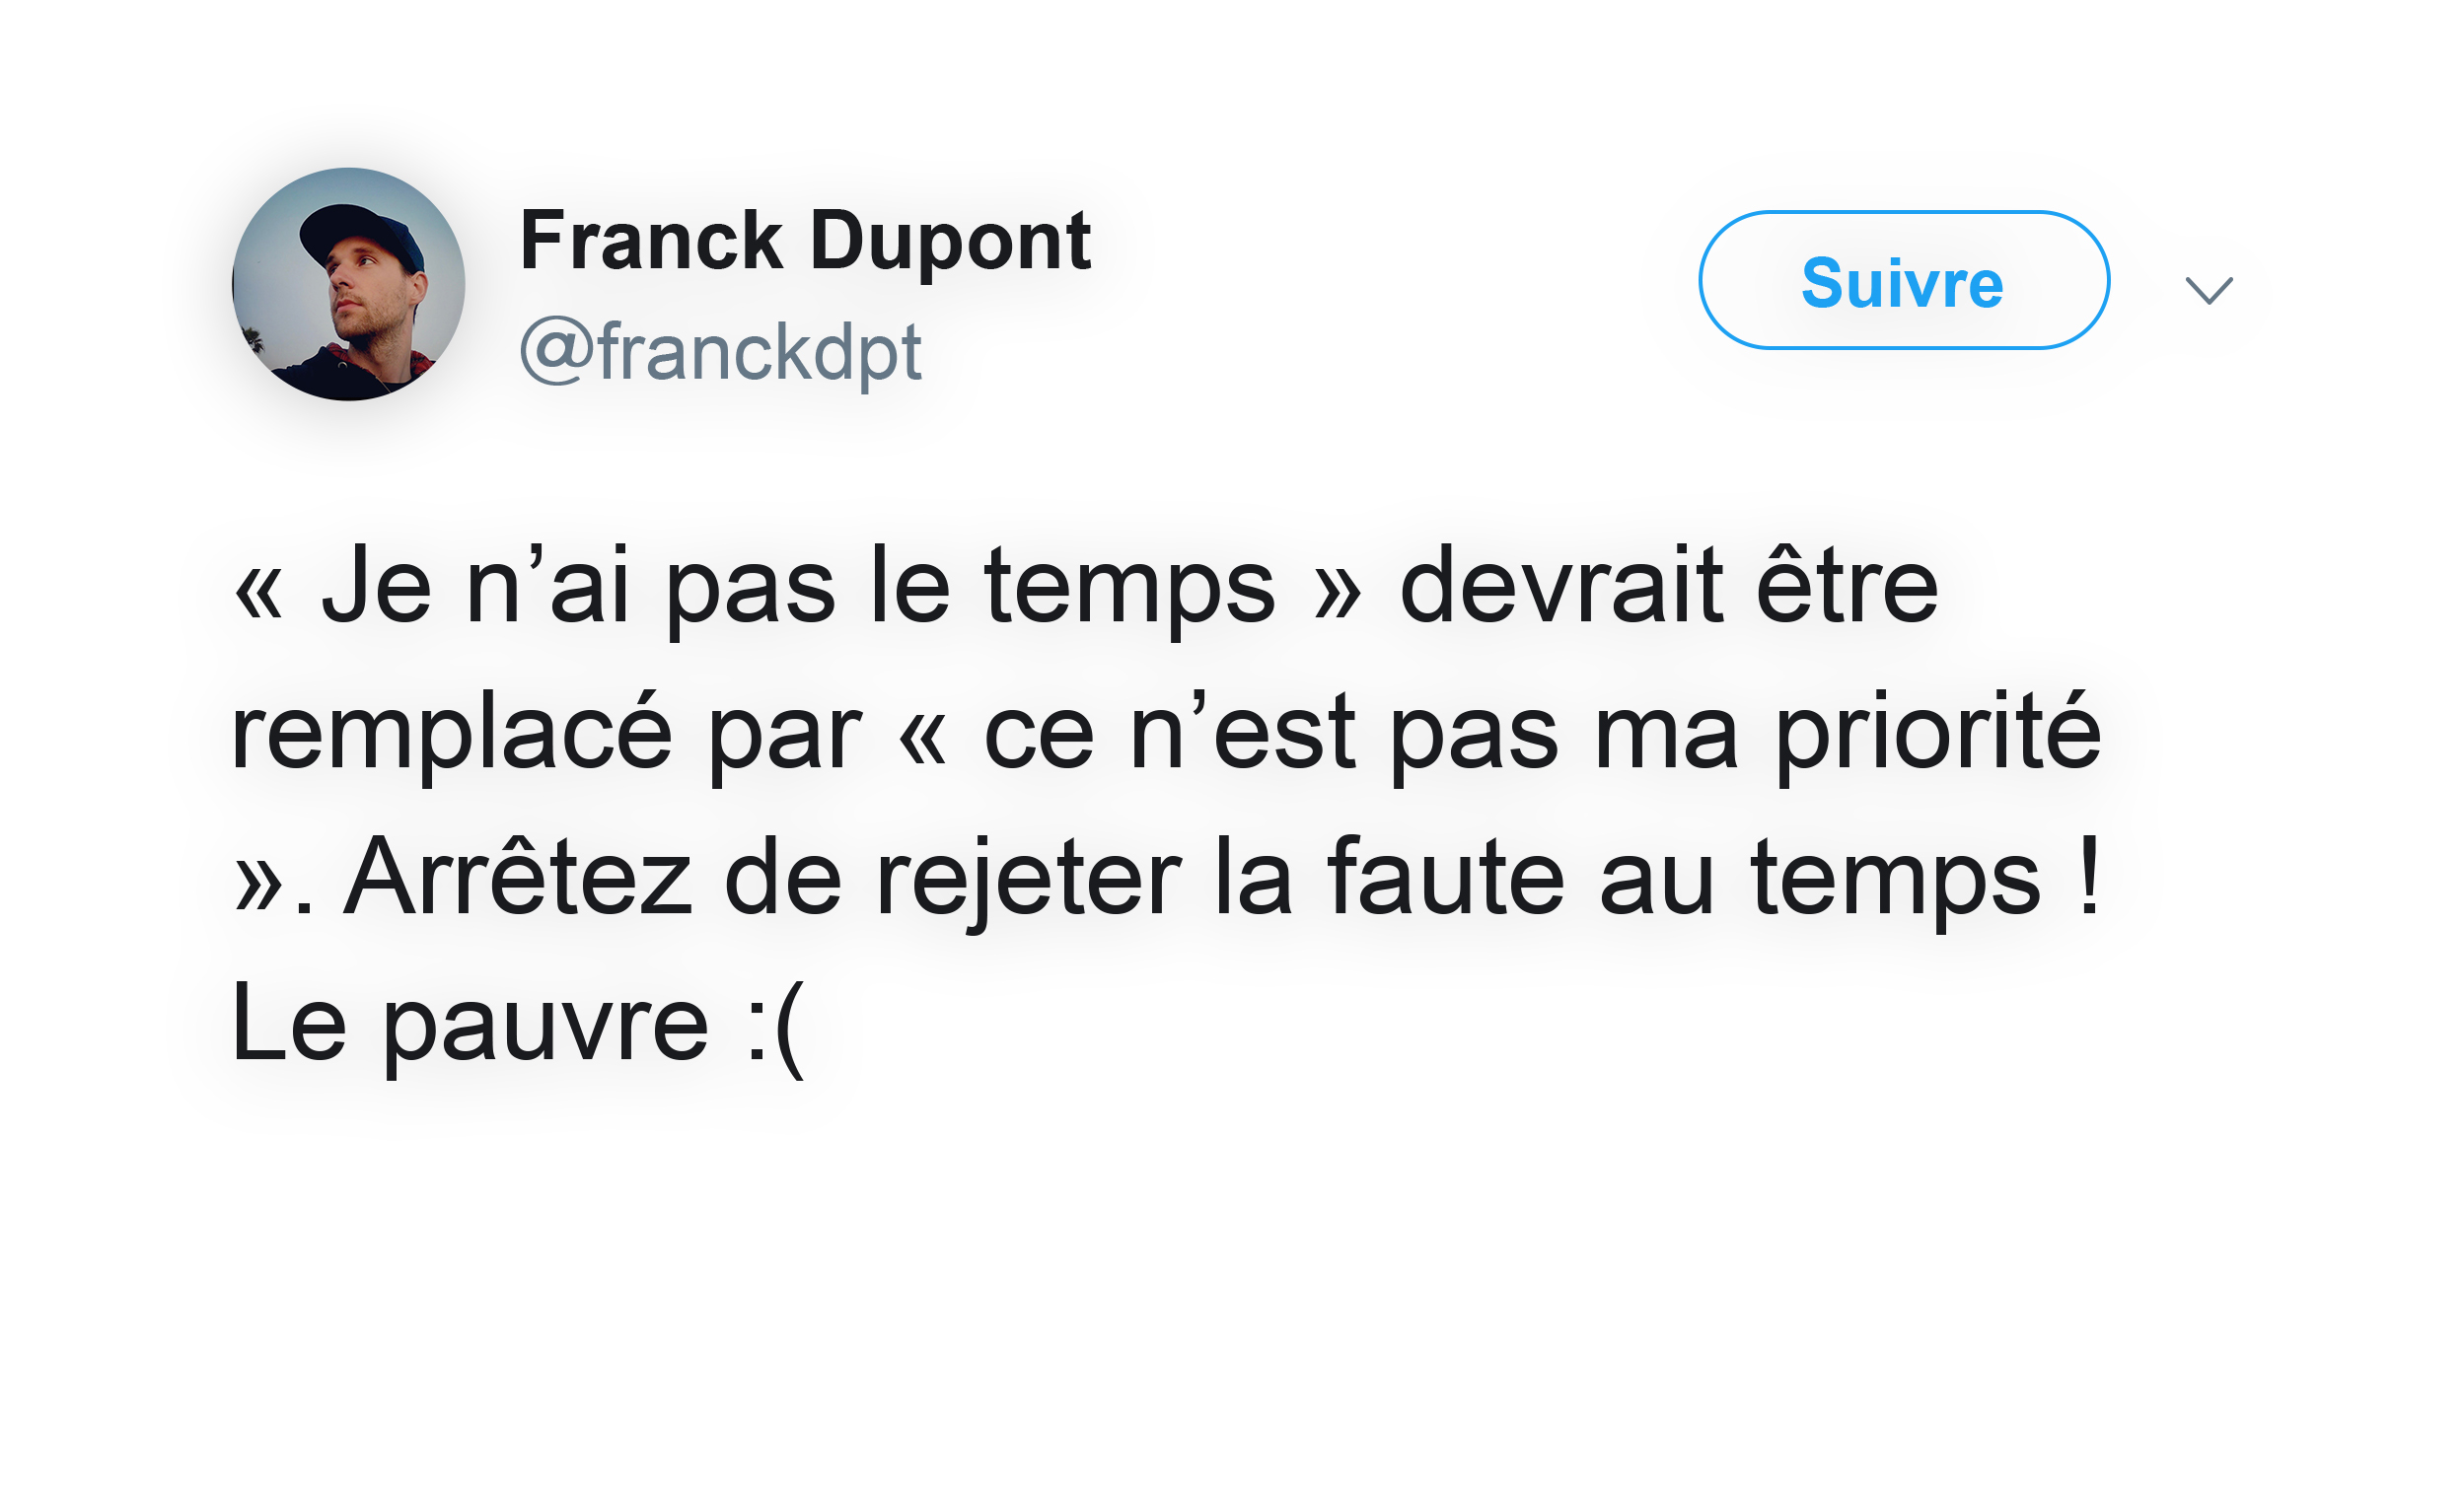 Franck Dupont
@franckdpt
Suivre
« Je n’ai pas le temps » devrait être
remplacé par « ce n’est pas ma priorité
». Arrêtez de rejeter la faute au temps !
Le pauvre :(